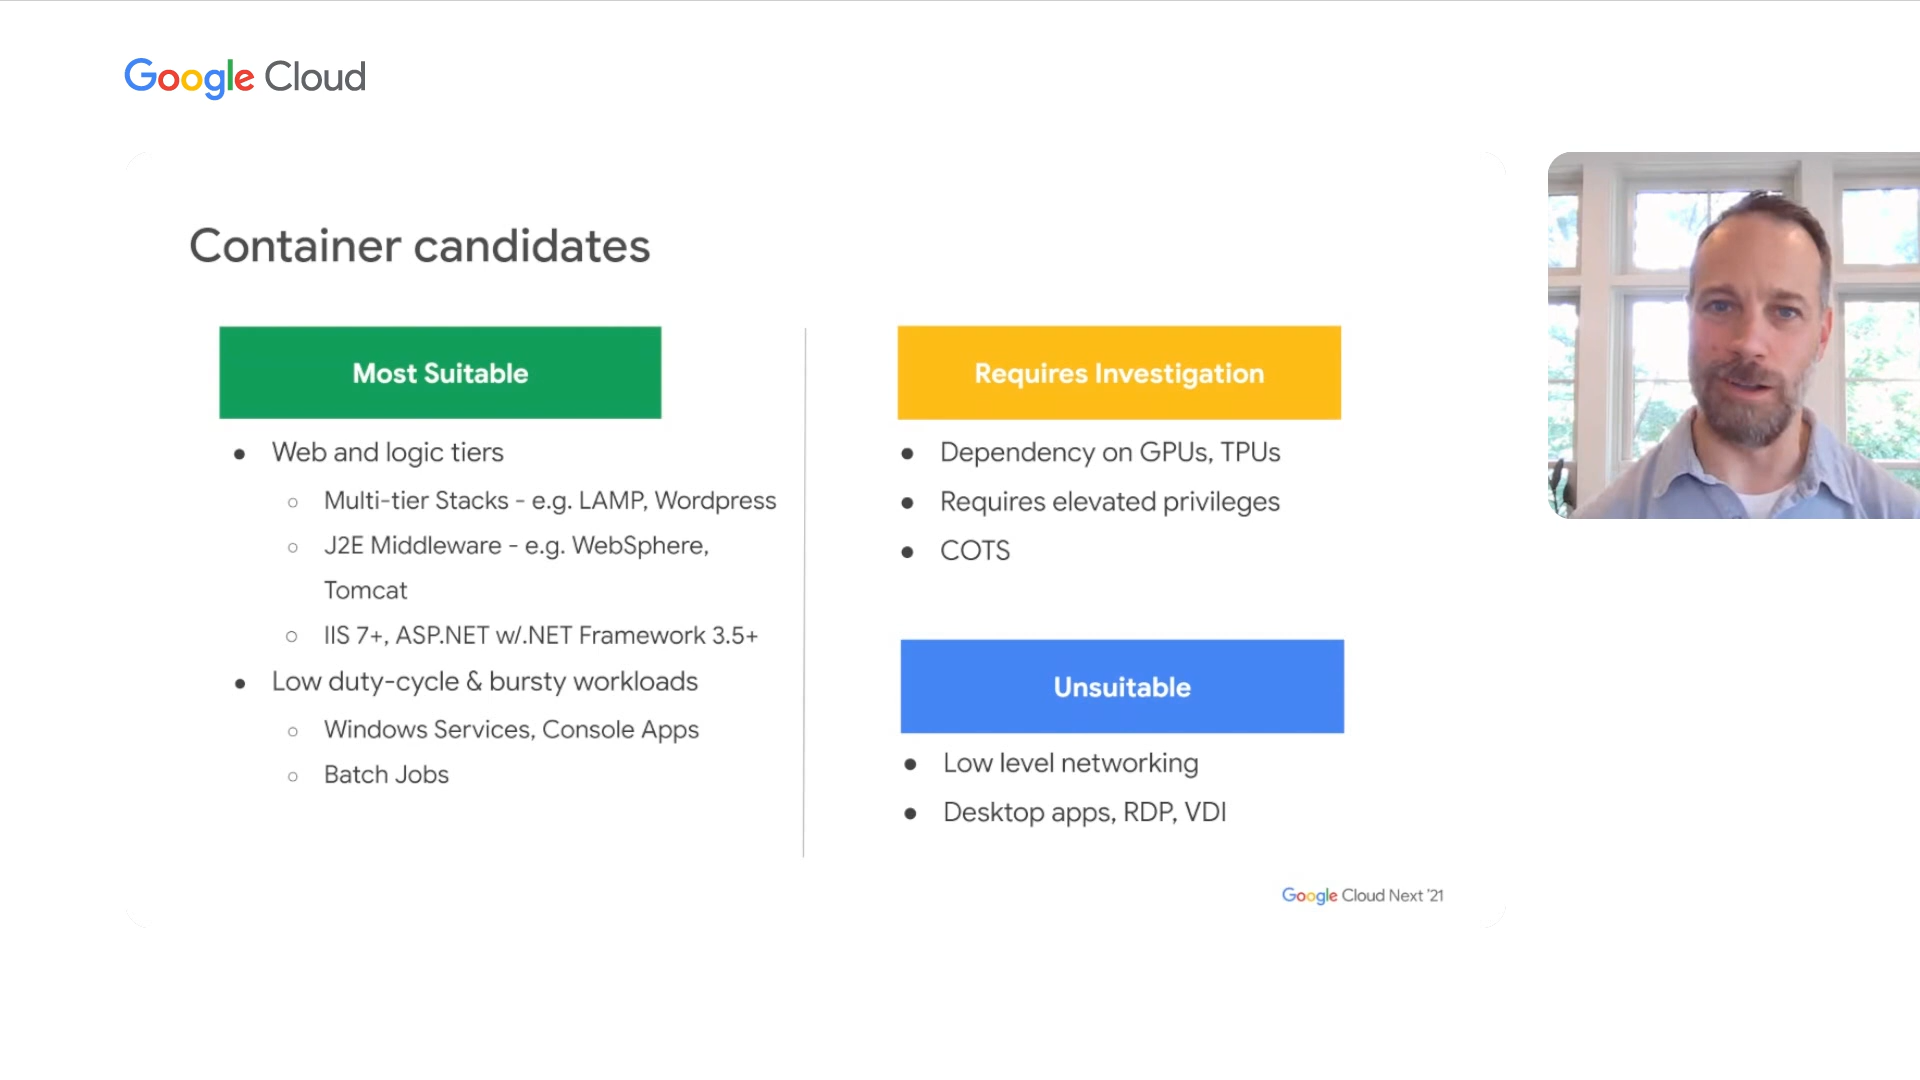 Google Cloud
Container candidates
Most Suitable
● Web and logic tiers
○ Multi-tier Stacks - e.g. LAMP, Wordpress
○ J2E Middleware - e.g. WebSphere,
Tomcat
○ IIS 7+, ASP.NET w/.NET Framework 3.5+
● Low duty-cycle & bursty workloads
○ Windows Services, Console Apps
○ Batch Jobs
Requires Investigation
● Dependency on GPUs, TPUs
● Requires elevated privileges
● COTS
Unsuitable
● Low level networking
● Desktop apps, RDP, VDI
Google Cloud Next '21